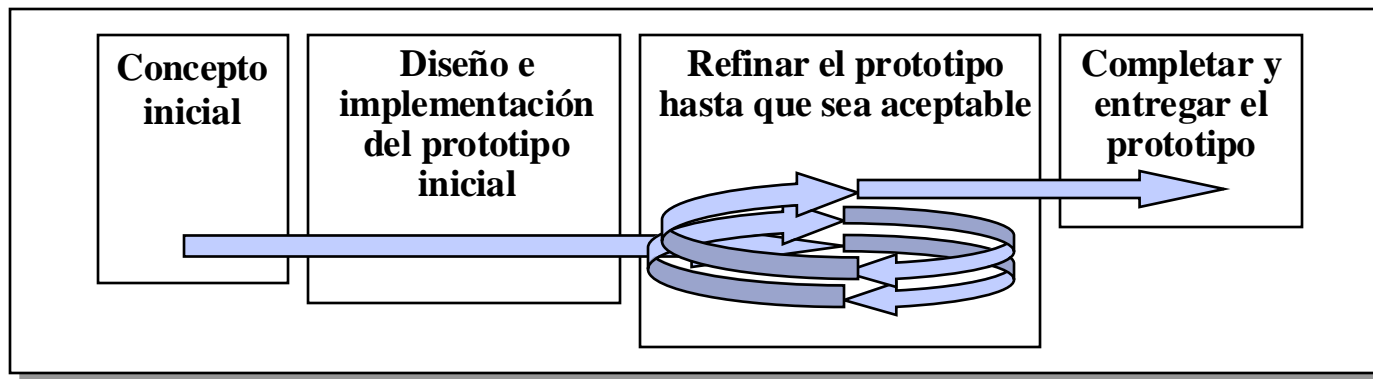 Concepto
inicial
Diseño e
implementación
del prototipo
inicial
Refinar el prototipo
hasta que sea aceptable
Completar y
entregar el
prototipo